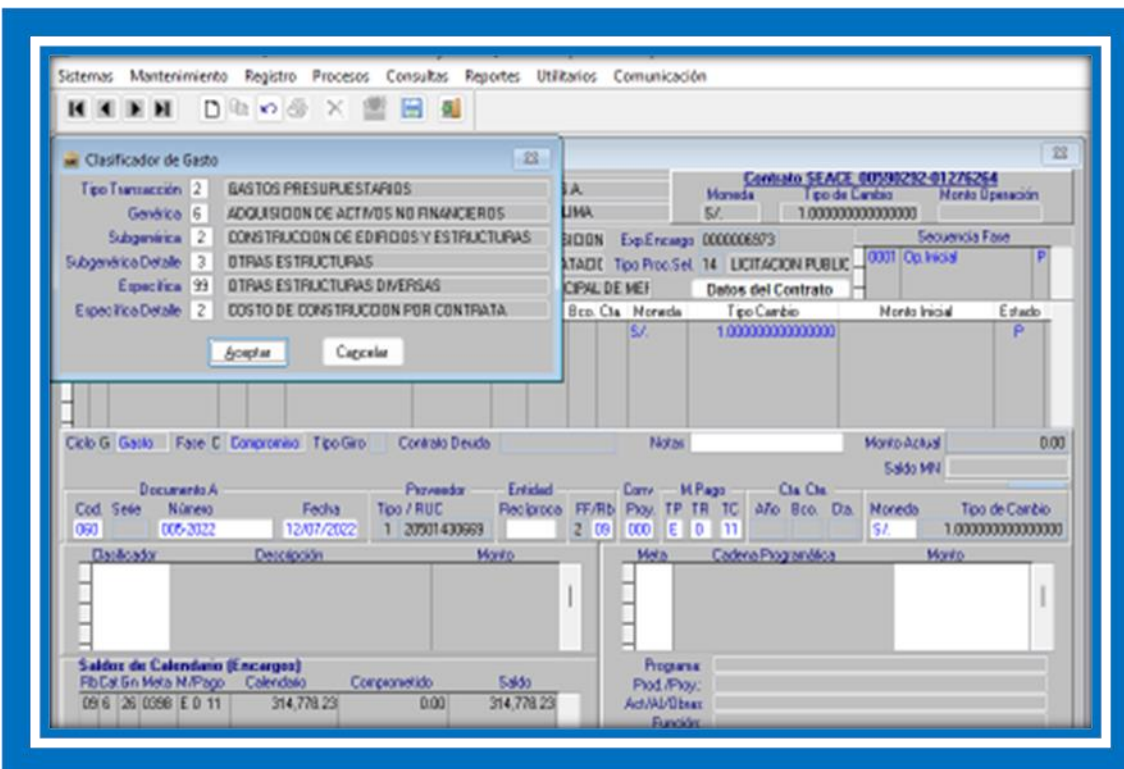 Sistemas Mantenimiento Registro Procesos Consultas Reportes Utilitarios Comunicación
Clasificador de Gasto
Tipo Transacción 2 GASTOS PRESUPUESTARIOS
Genérica 6 ADQUISICION DE ACTIVOS NO FINANCIEROS
Subgenérica 2 CONSTRUCCION DE EDIFICIOS Y ESTRUCTURAS
Subgenérica Detalle 3 OTRAS ESTRUCTURAS
Específica 99 OTRAS ESTRUCTURAS DIVERSAS
Específica Detalle 2 COSTO DE CONSTRUCCION POR CONTRATA
Aceptar Cancelar
S.A. Contrato SEACE 00590292-01276264
Moneda Tipo de Cambio Monto Operación
LIMA S/. 1.000000000000000
SICION Exp.Encargo 0000006973 Secuencia Fase
Tipo Proc.Sel. 14 LICITACION PUBLIC 0001 Op.Inicial P
CIPAL DE MEF Datos del Contrato
Bco. Cta Moneda Tipo Cambio Monto Inicial Estado
S/. 1.000000000000000 P
Ciclo G Gasto Fase C Compromiso Tipo Giro Contrato Deuda Notas Monto Actual 0.00
Saldo MN
Documento A Proveedor Entidad Conv M.Pago Cta. Cte.
Cod. Serie Número Fecha Tipo / RUC Recíproca FF/Rb Proy. TP TR TC Año Bco. Cta. Moneda Tipo de Cambio
060 005-2022 12/07/2022 1 20501430669 2 09 000 E 0 11 S/. 1.000000000000000
Clasificador Descripción Monto Meta Cadena Programática Monto
Saldos de Calendario (Encargos)
Rb Cat Gn Meta M/Pago Calendario Comprometido Saldo
09 6 26 0398 E 0 11 314,778.23 0.00 314,778.23
Programa:
Prod./Proy.:
Act/AI/Obras:
Función: